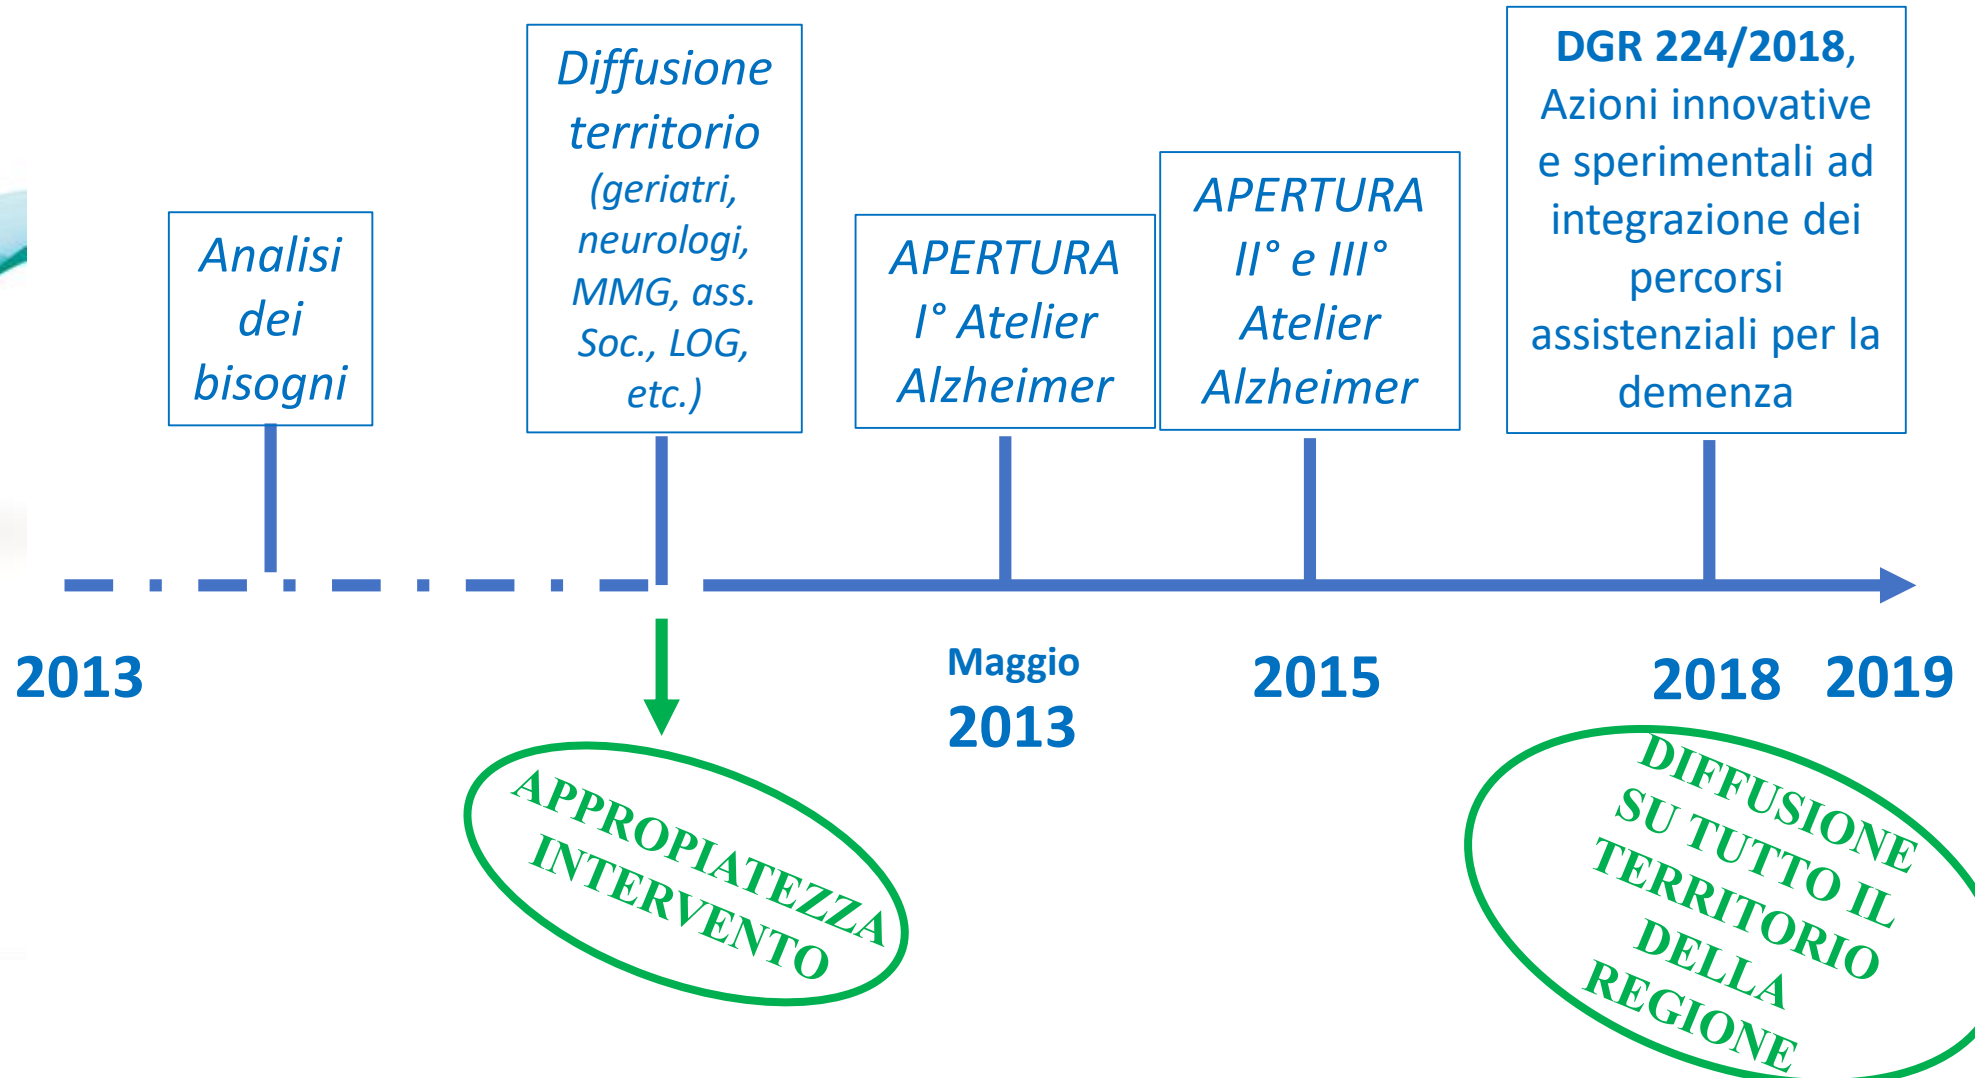 Analisi
dei
bisogni
Diffusione
territorio
(geriatri,
neurologi,
MMG, ass.
Soc., LOG,
etc.)
APERTURA
I° Atelier
Alzheimer
APERTURA
II° e III°
Atelier
Alzheimer
DGR 224/2018,
Azioni innovative
e sperimentali ad
integrazione dei
percorsi
assistenziali per la
demenza
2013
Maggio
2013
2015
2018
2019
APPROPIATEZZA
INTERVENTO
DIFFUSIONE
SU TUTTO IL
TERRITORIO
DELLA
REGIONE